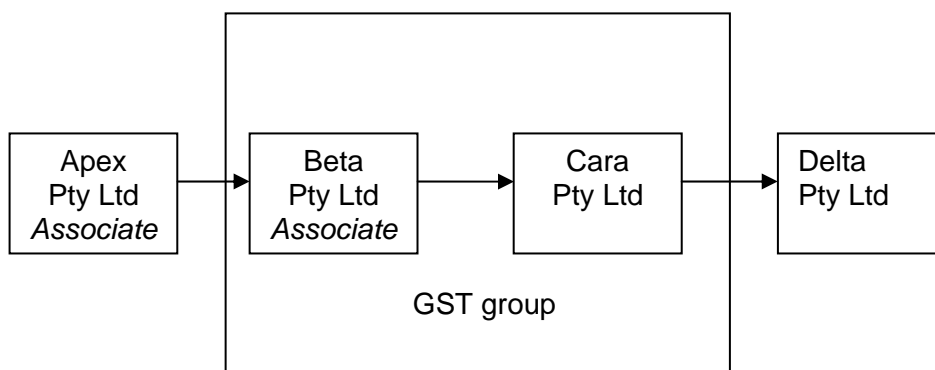 Apex
Pty Ltd
Associate
Beta
Pty Ltd
Associate
Cara
Pty Ltd
Delta
Pty Ltd
GST group